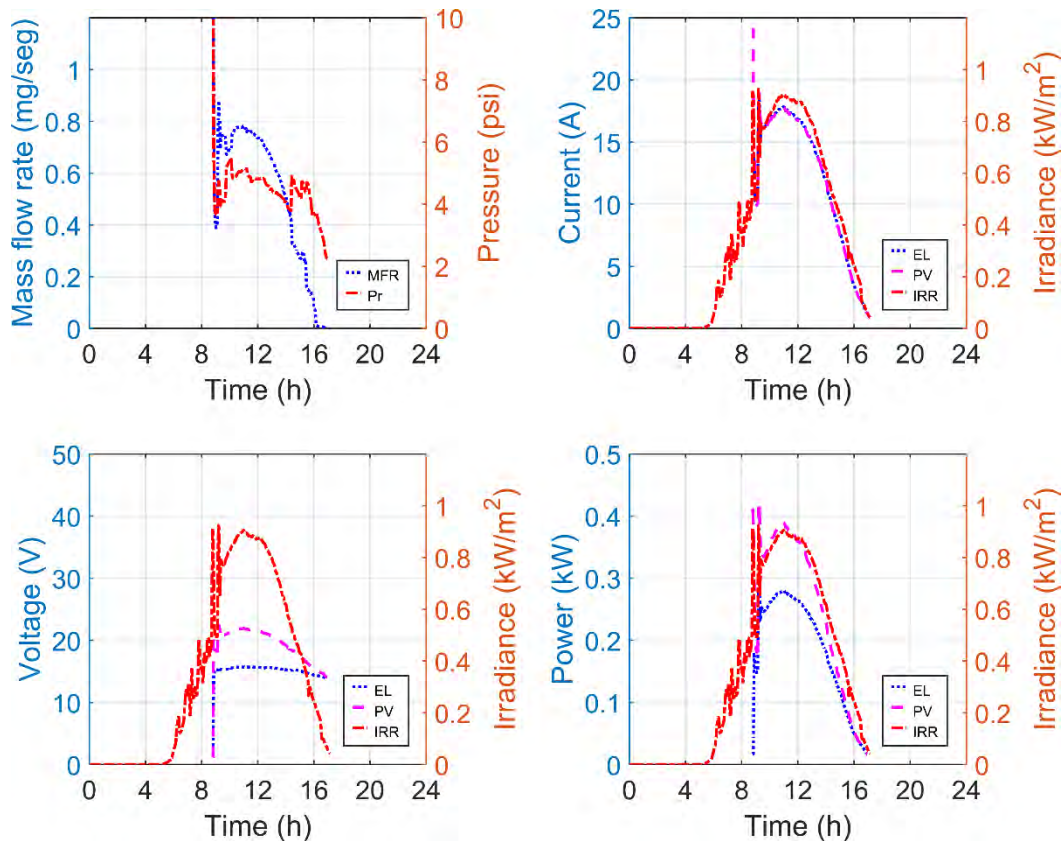 Mass flow rate (mg/seg)
1
0.8
0.6
0.4
0.2
0
10
8
6
4
2
0
Pressure (psi)
MFR
Pr
0 4 8 12 16 20 24
Time (h)
Current (A)
25
20
15
10
5
0
1
0.8
0.6
0.4
0.2
0
Irradiance (kW/m²)
EL
PV
IRR
0 4 8 12 16 20 24
Time (h)
Voltage (V)
50
40
30
20
10
0
1
0.8
0.6
0.4
0.2
0
Irradiance (kW/m²)
EL
PV
IRR
0 4 8 12 16 20 24
Time (h)
Power (kW)
0.5
0.4
0.3
0.2
0.1
0
1
0.8
0.6
0.4
0.2
0
Irradiance (kW/m²)
EL
PV
IRR
0 4 8 12 16 20 24
Time (h)